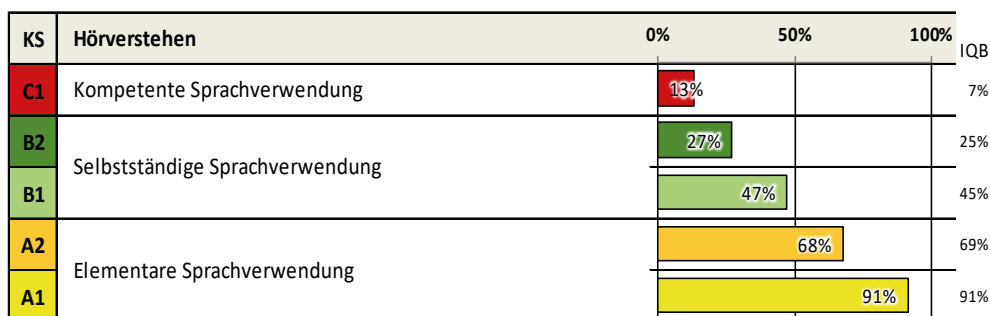 KS Hörverstehen 0% 50% 100% IQB
C1 Kompetente Sprachverwendung 13% 7%
B2 27% 25%
Selbstständige Sprachverwendung
B1 47% 45%
A2 68% 69%
Elementare Sprachverwendung
A1 91% 91%